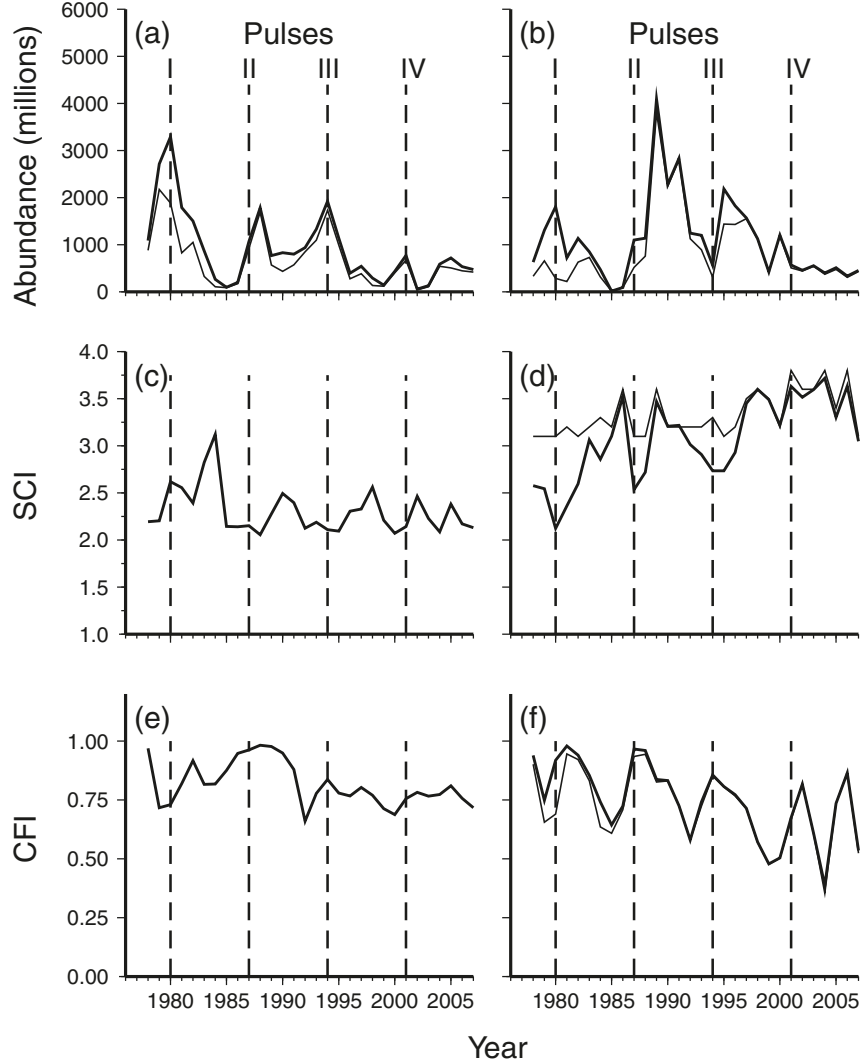 Abundance (millions)
6000
5000
4000
3000
2000
1000
0
(a)
Pulses
I
II
III
IV
(b)
Pulses
I
II
III
IV
SCI
4.0
3.5
3.0
2.5
2.0
1.5
1.0
(c)
(d)
CFI
1.00
0.75
0.50
0.25
0.00
(e)
(f)
1980 1985 1990 1995 2000 2005
1980 1985 1990 1995 2000 2005
Year